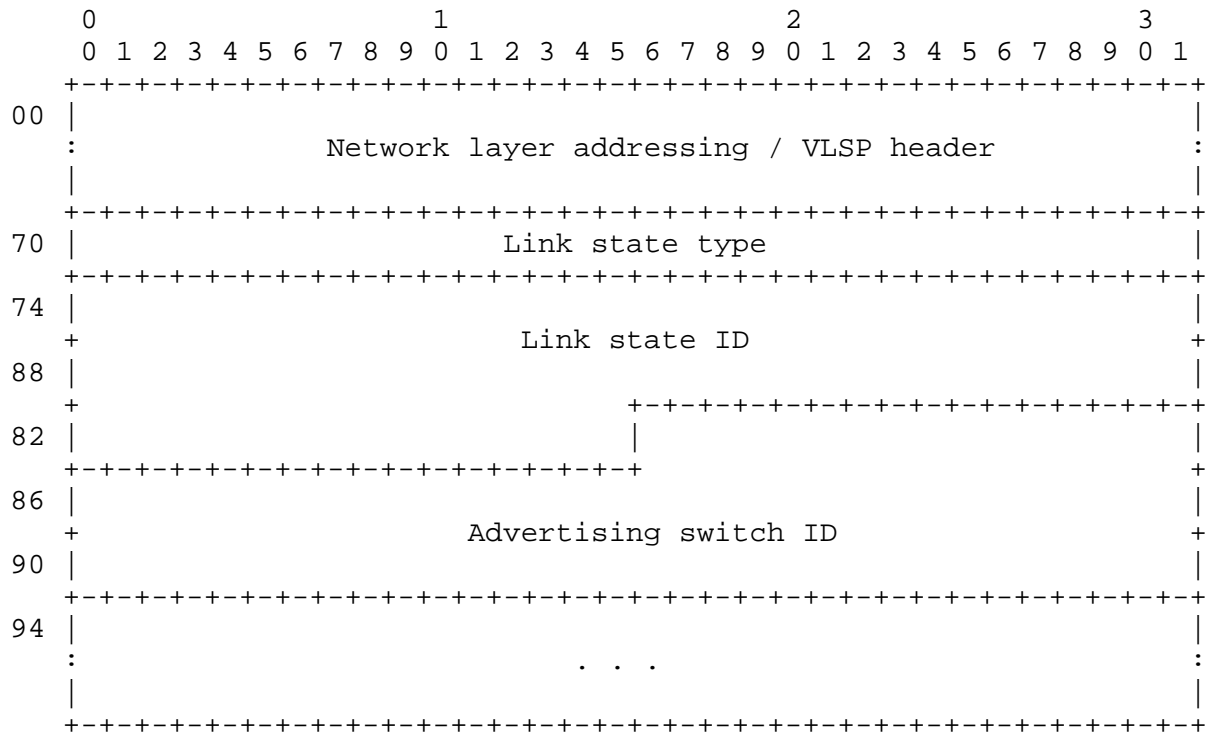 0                   1                   2                   3
       0 1 2 3 4 5 6 7 8 9 0 1 2 3 4 5 6 7 8 9 0 1 2 3 4 5 6 7 8 9 0 1
      +-+-+-+-+-+-+-+-+-+-+-+-+-+-+-+-+-+-+-+-+-+-+-+-+-+-+-+-+-+-+-+-+
   00 |                                                               |
      :              Network layer addressing / VLSP header           :
      |                                                               |
      +-+-+-+-+-+-+-+-+-+-+-+-+-+-+-+-+-+-+-+-+-+-+-+-+-+-+-+-+-+-+-+-+
   70 |                        Link state type                        |
      +-+-+-+-+-+-+-+-+-+-+-+-+-+-+-+-+-+-+-+-+-+-+-+-+-+-+-+-+-+-+-+-+
   74 |                                                               |
      +                         Link state ID                         +
   88 |                                                               |
      +                               +-+-+-+-+-+-+-+-+-+-+-+-+-+-+-+-+
   82 |                               |                               |
      +-+-+-+-+-+-+-+-+-+-+-+-+-+-+-+-+                               +
   86 |                                                               |
      +                      Advertising switch ID                    +
   90 |                                                               |
      +-+-+-+-+-+-+-+-+-+-+-+-+-+-+-+-+-+-+-+-+-+-+-+-+-+-+-+-+-+-+-+-+
   94 |                                                               |
      :                            . . .                              :
      |                                                               |
      +-+-+-+-+-+-+-+-+-+-+-+-+-+-+-+-+-+-+-+-+-+-+-+-+-+-+-+-+-+-+-+-+